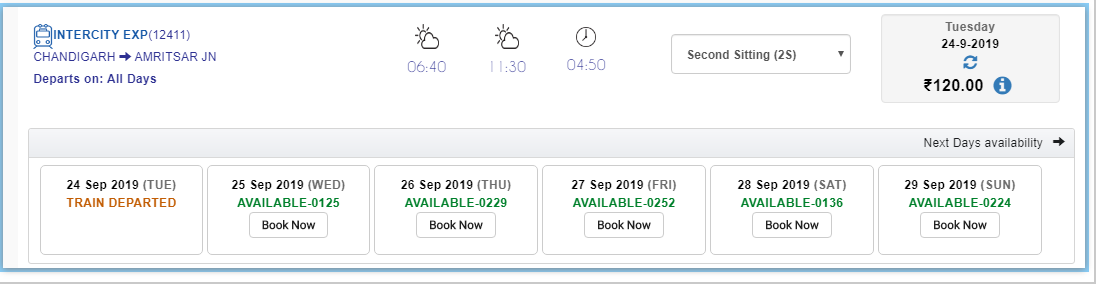 INTERCITY EXP(12411)
CHANDIGARH ➔ AMRITSAR JN
Departs on: All Days
06:40
11:30
04:50
Second Sitting (2S)
Tuesday
24-9-2019
₹120.00
Next Days availability ➔
24 Sep 2019 (TUE)
TRAIN DEPARTED
25 Sep 2019 (WED)
AVAILABLE-0125
Book Now
26 Sep 2019 (THU)
AVAILABLE-0229
Book Now
27 Sep 2019 (FRI)
AVAILABLE-0252
Book Now
28 Sep 2019 (SAT)
AVAILABLE-0136
Book Now
29 Sep 2019 (SUN)
AVAILABLE-0224
Book Now